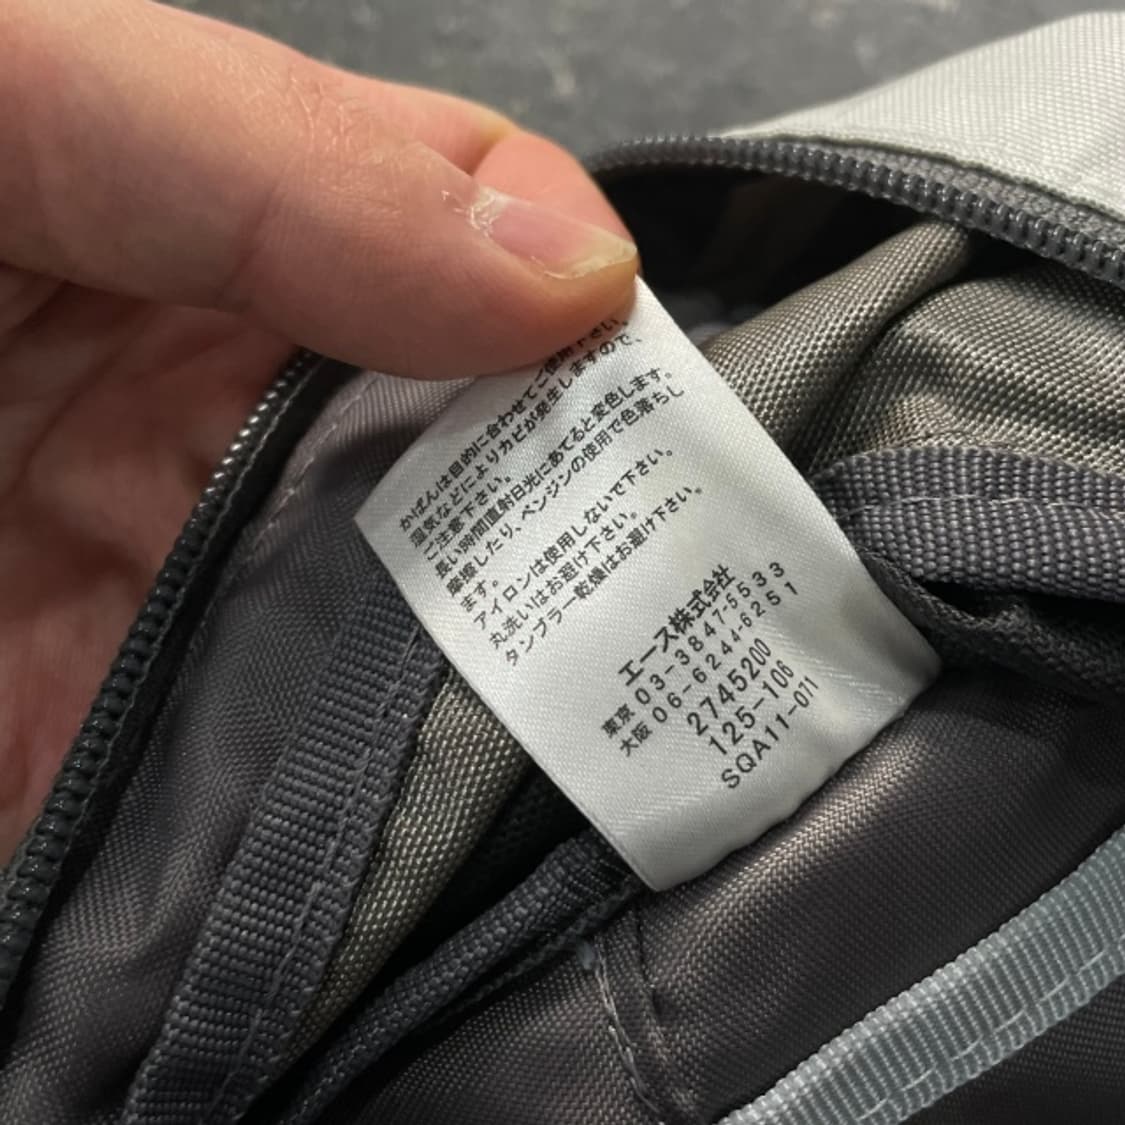 かばんは目的に合わせてご使用下さい。
湿気などによりカビが発生しますので、
ご注意下さい。
長い時間直射日光にあてると変色します。
摩擦したり、ベンジンの使用で色落ちし
ます。
アイロンは使用しないで下さい。
丸洗いはお避け下さい。
タンブラー乾燥はお避け下さい。
エース株式会社
東京 03-3847-5533
大阪 06-6244-6251
2745200
125-106
SQA11-071